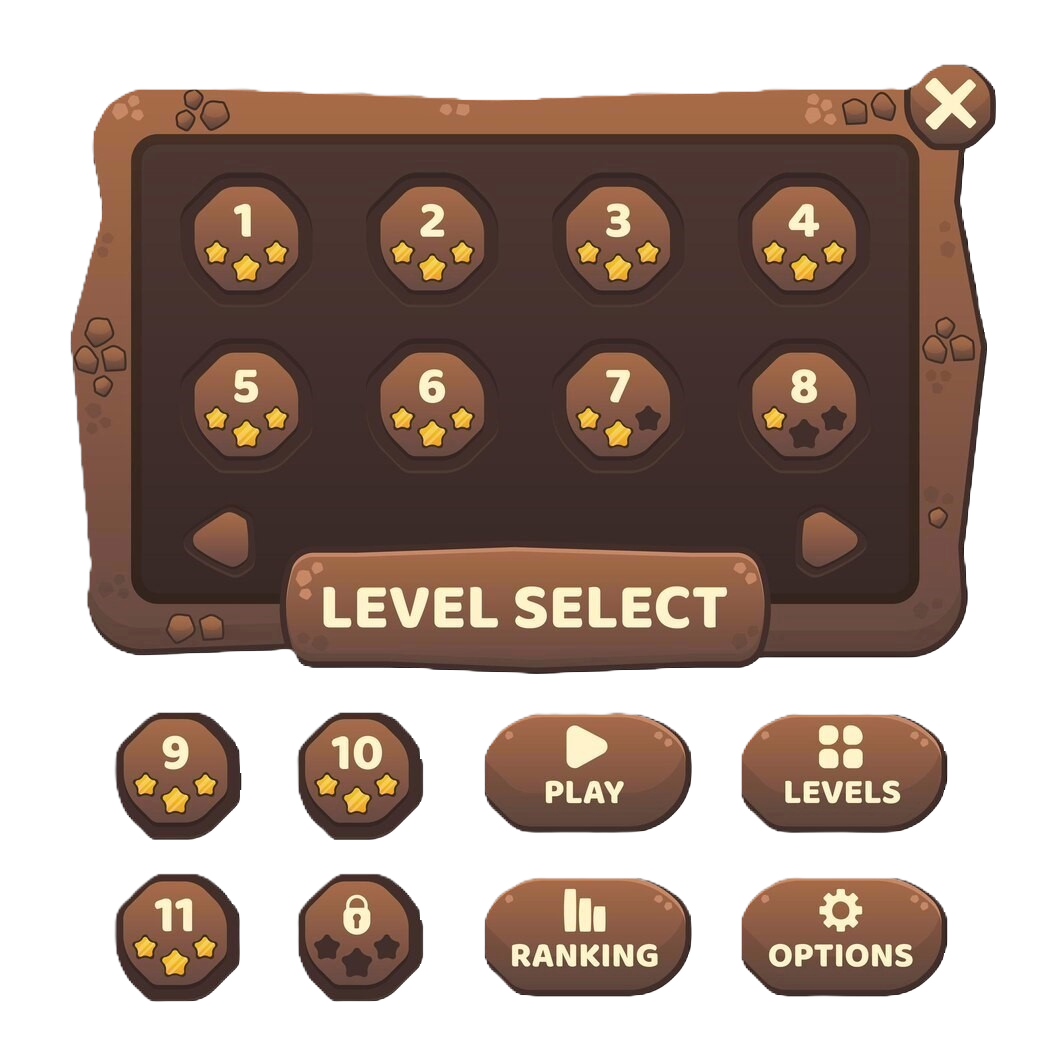 1 2 3 4
5 6 7 8
LEVEL SELECT
9 10
PLAY
LEVELS
11
RANKING
OPTIONS